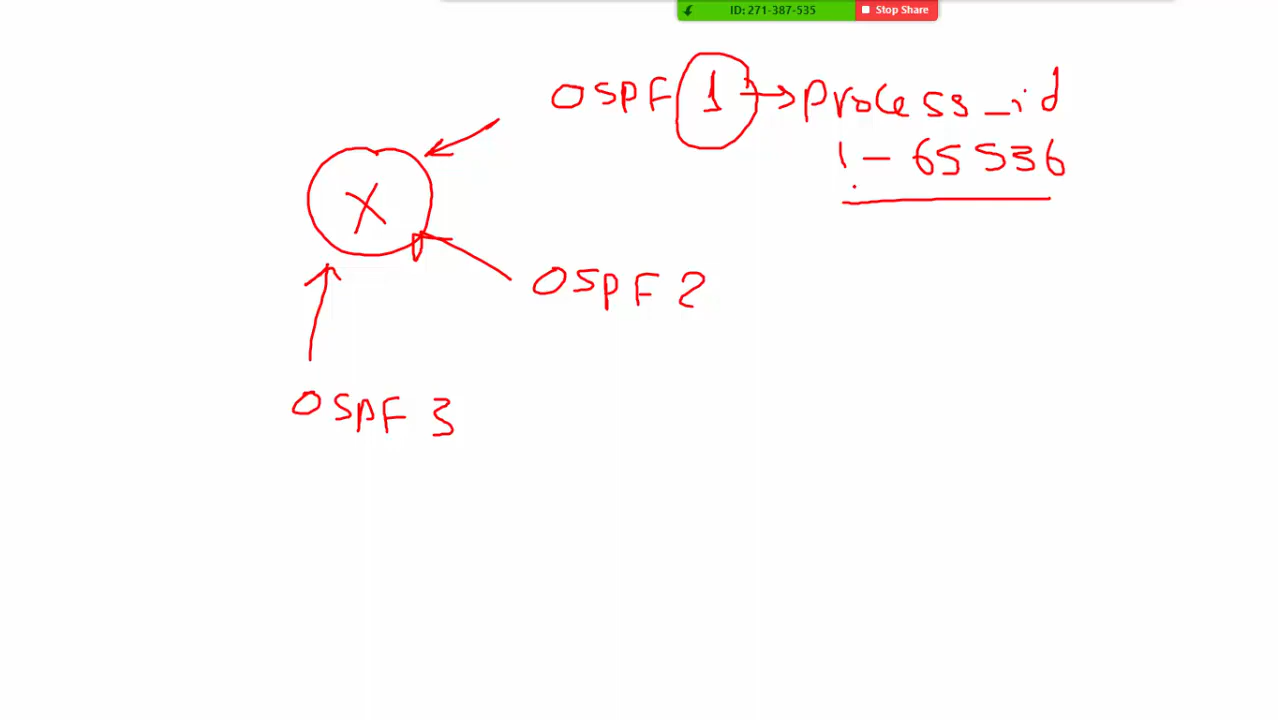 ID: 271-387-535 Stop Share
OSPF 1 → Process_id
1 - 65536
X
OSPF 2
OSPF 3